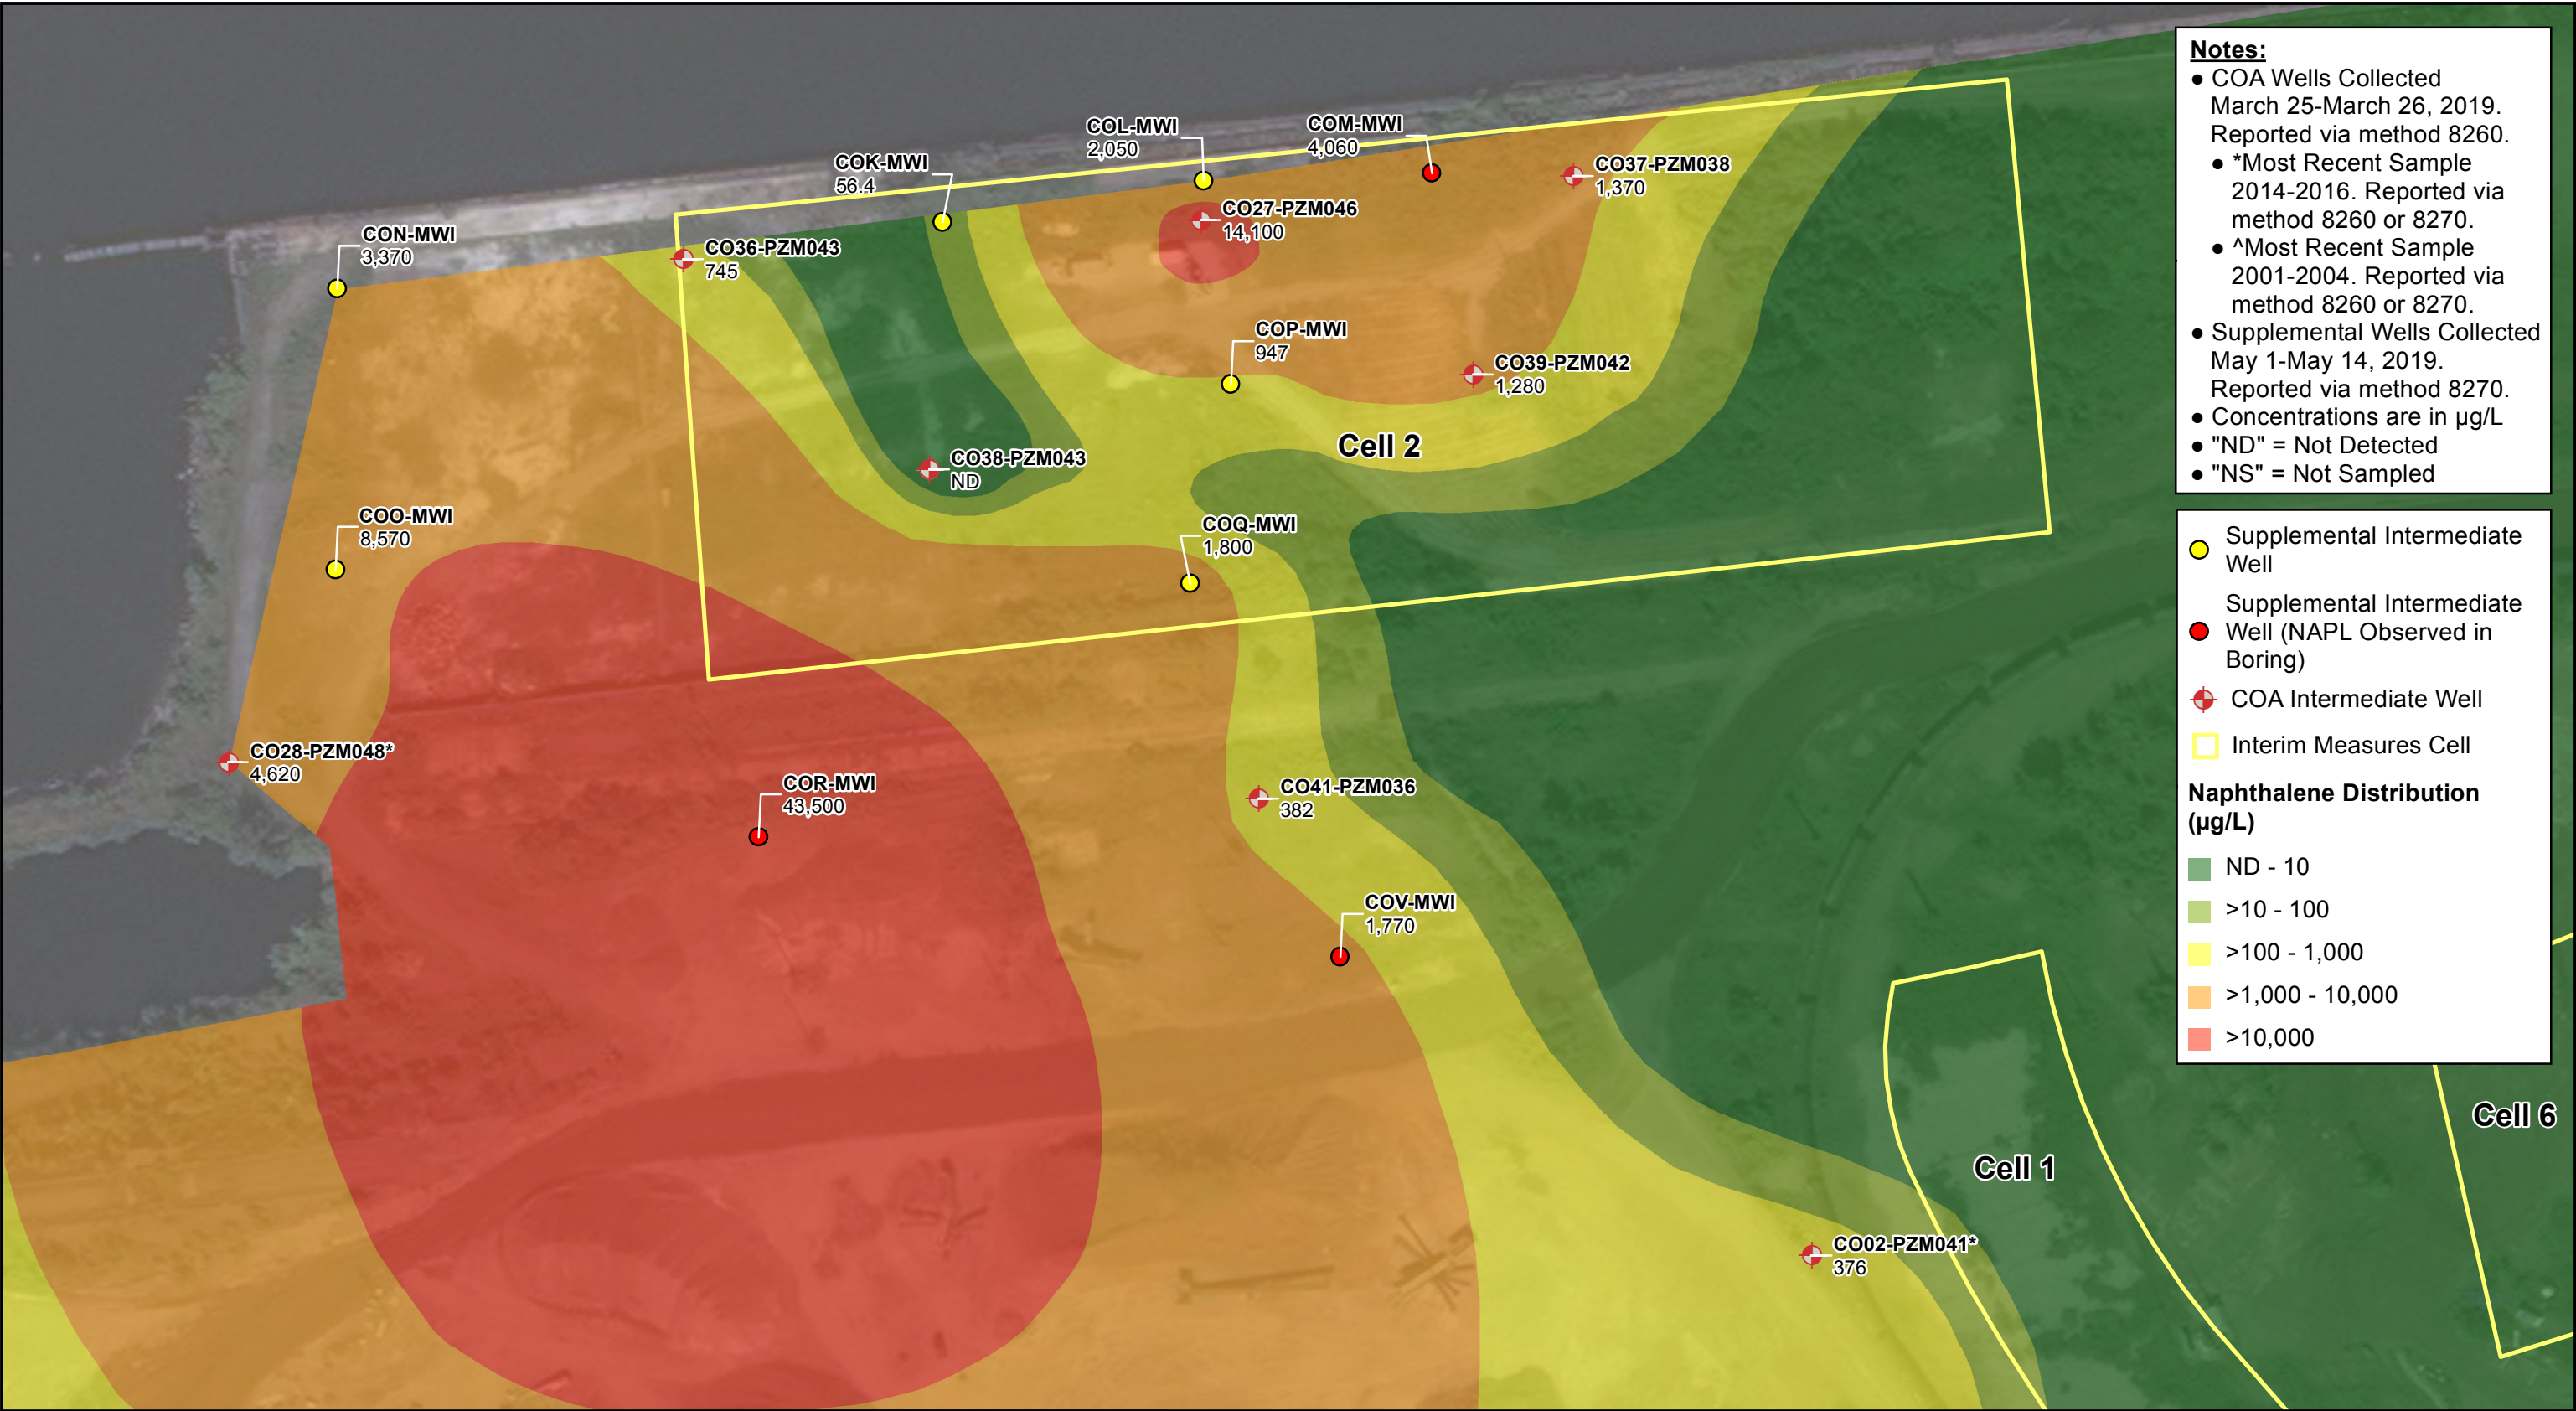 COL-MWI
2,050
COM-MWI
4,060
COK-MWI
56.4
CO37-PZM038
1,370
CO27-PZM046
14,100
CON-MWI
3,370
CO36-PZM043
745
COP-MWI
947
CO39-PZM042
1,280
Cell 2
CO38-PZM043
ND
COO-MWI
8,570
COQ-MWI
1,800
CO28-PZM048*
4,620
COR-MWI
43,500
CO41-PZM036
382
COV-MWI
1,770
CO02-PZM041*
376
Cell 1
Cell 6
Notes:
● COA Wells Collected
March 25-March 26, 2019.
Reported via method 8260.
● *Most Recent Sample
2014-2016. Reported via
method 8260 or 8270.
● ^Most Recent Sample
2001-2004. Reported via
method 8260 or 8270.
● Supplemental Wells Collected
May 1-May 14, 2019.
Reported via method 8270.
● Concentrations are in µg/L
● "ND" = Not Detected
● "NS" = Not Sampled
Supplemental Intermediate
Well
Supplemental Intermediate
Well (NAPL Observed in
Boring)
COA Intermediate Well
Interim Measures Cell
Naphthalene Distribution
(µg/L)
ND - 10
>10 - 100
>100 - 1,000
>1,000 - 10,000
>10,000